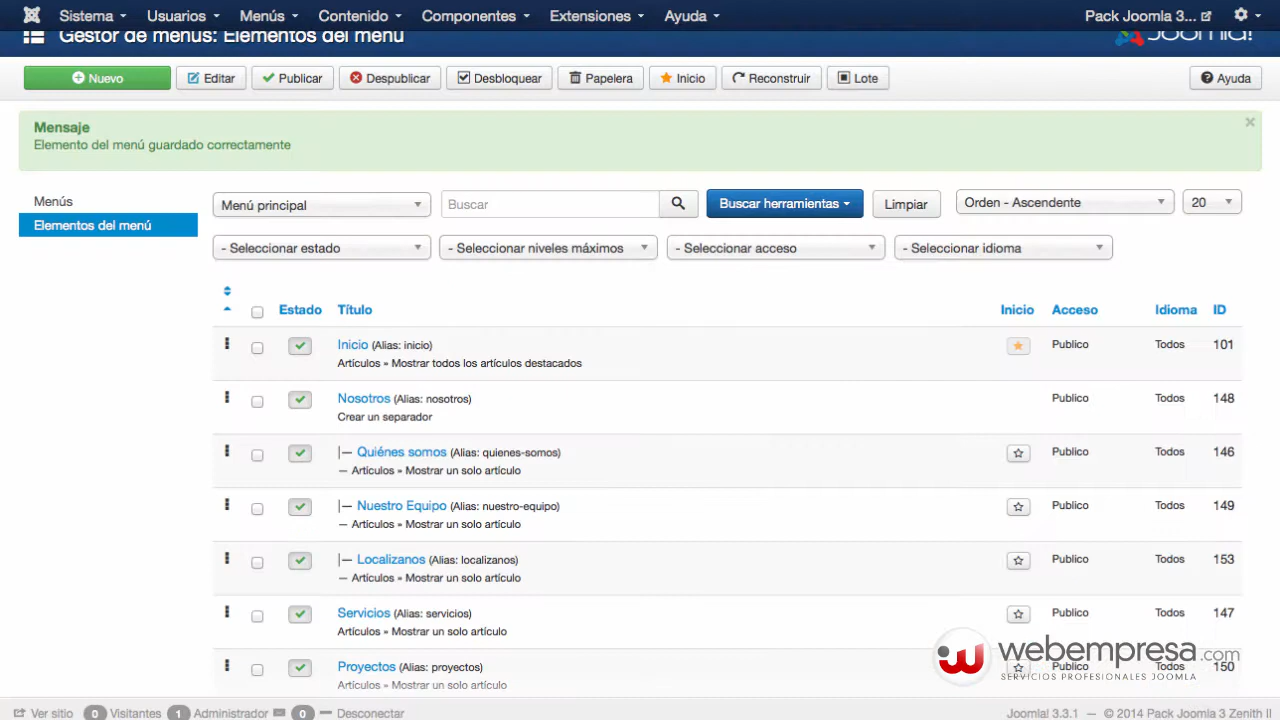 Sistema Usuarios Menús Contenido Componentes Extensiones Ayuda Pack Joomla 3...
Gestor de menús: Elementos del menú Joomla!
Nuevo Editar Publicar Despublicar Desbloquear Papelera Inicio Reconstruir Lote Ayuda
Mensaje
Elemento del menú guardado correctamente
Menús
Elementos del menú
Menú principal Buscar Buscar herramientas Limpiar Orden - Ascendente 20
- Seleccionar estado - Seleccionar niveles máximos - Seleccionar acceso - Seleccionar idioma
Estado Título Inicio Acceso Idioma ID
Inicio (Alias: inicio) Publico Todos 101
Artículos » Mostrar todos los artículos destacados
Nosotros (Alias: nosotros) Publico Todos 148
Crear un separador
|— Quiénes somos (Alias: quienes-somos) Publico Todos 146
— Artículos » Mostrar un solo artículo
|— Nuestro Equipo (Alias: nuestro-equipo) Publico Todos 149
— Artículos » Mostrar un solo artículo
|— Localizanos (Alias: localizanos) Publico Todos 153
— Artículos » Mostrar un solo artículo
Servicios (Alias: servicios) Publico Todos 147
Artículos » Mostrar un solo artículo
Proyectos (Alias: proyectos) Publico Todos 150
Artículos » Mostrar un solo artículo
webempresa.com
SERVICIOS PROFESIONALES JOOMLA
Ver sitio 0 Visitantes 1 Administrador 0 Desconectar Joomla! 3.3.1 — © 2014 Pack Joomla 3 Zenith II